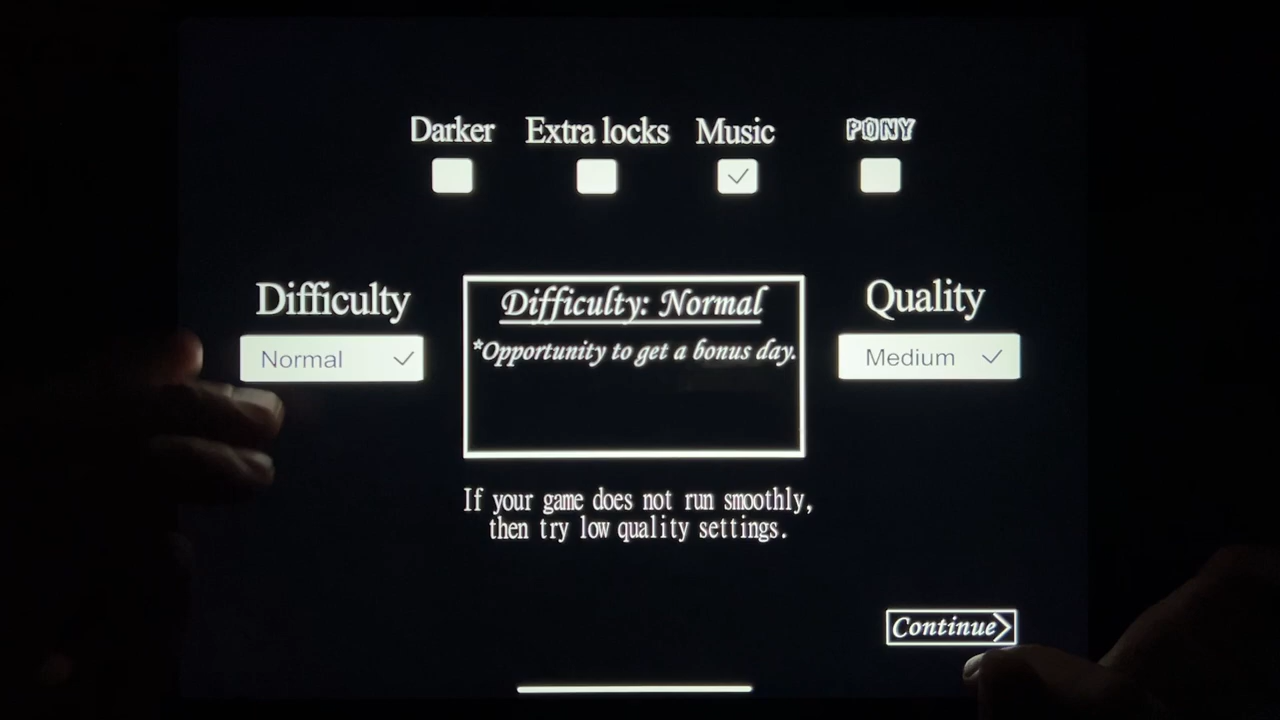 Darker Extra locks Music PONY
Difficulty
Normal
Difficulty: Normal
*Opportunity to get a bonus day.
Quality
Medium
If your game does not run smoothly,
then try low quality settings.
Continue>